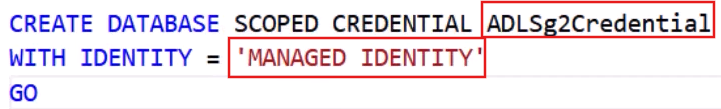 CREATE DATABASE SCOPED CREDENTIAL ADLSg2Credential
WITH IDENTITY = 'MANAGED IDENTITY'
GO